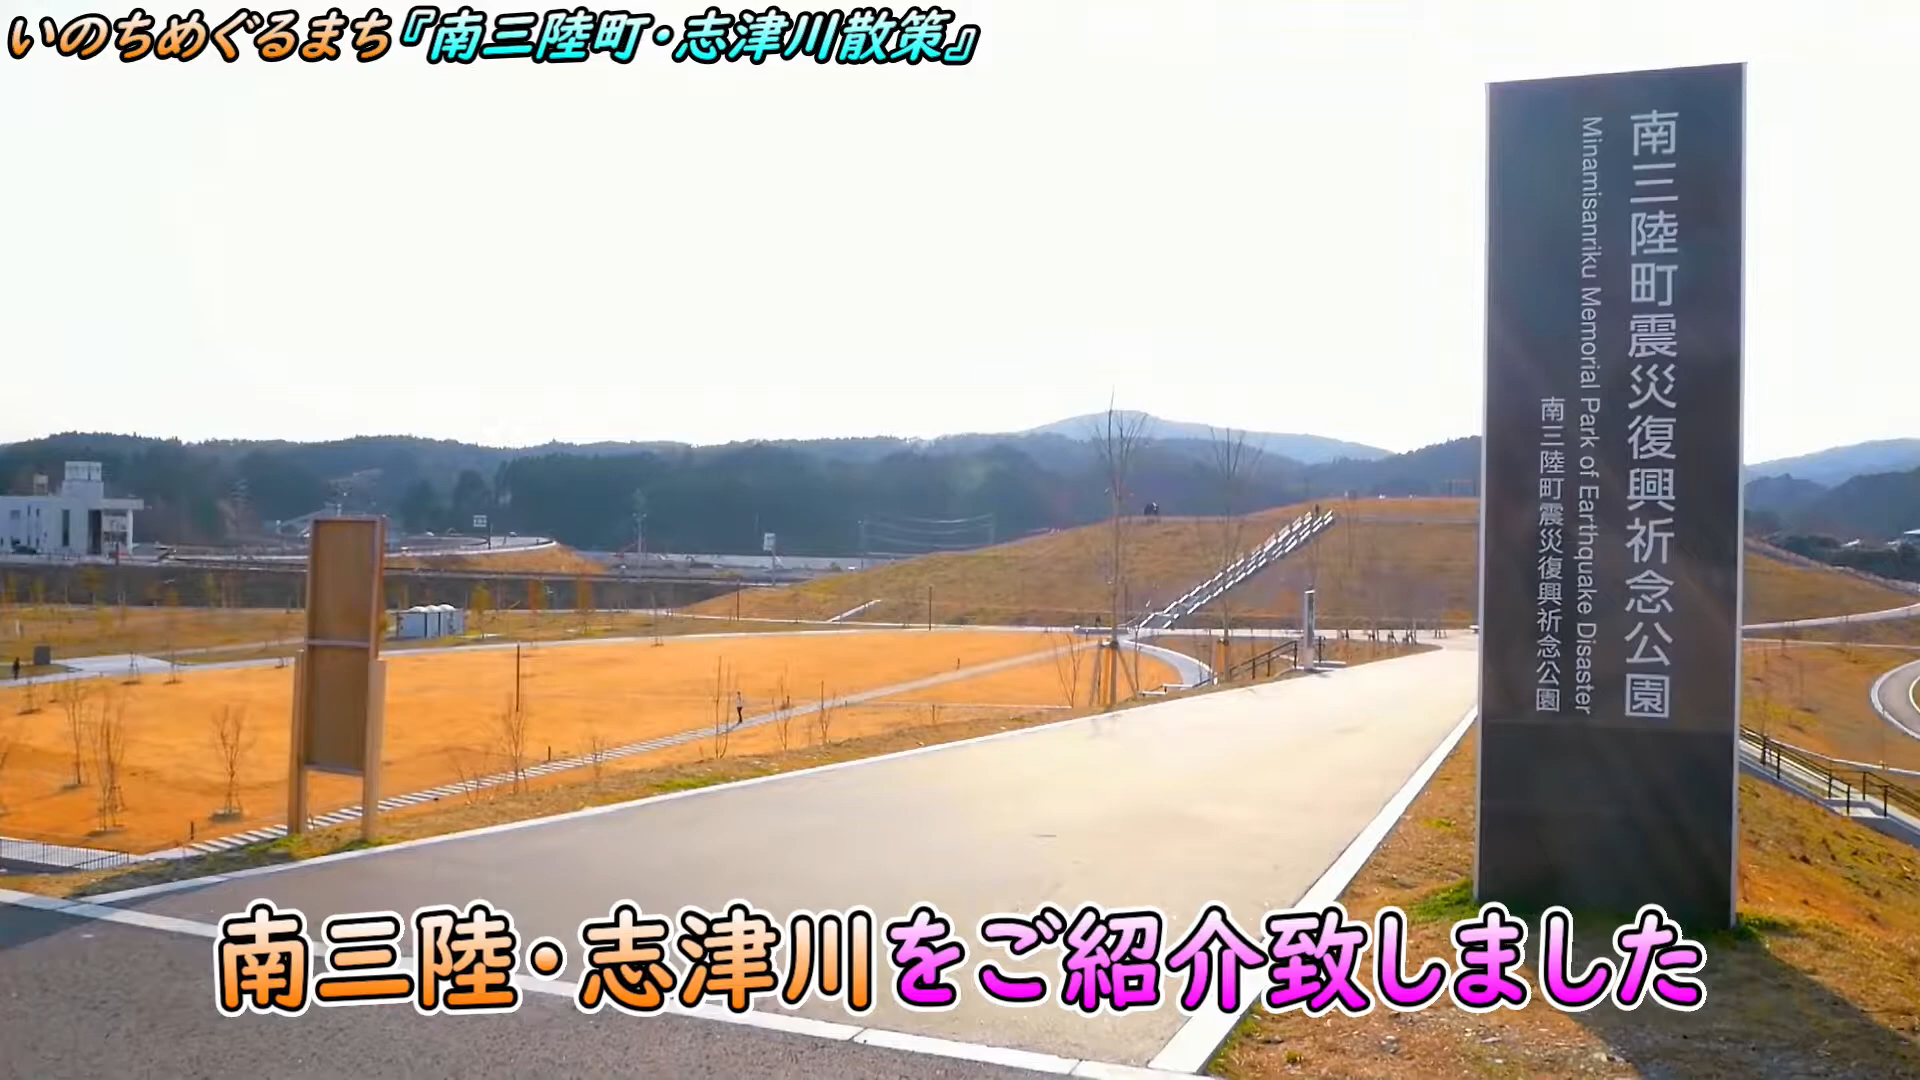 いのちめぐるまち『南三陸町・志津川散策』
南三陸町震災復興祈念公園
Minamisanriku Memorial Park of Earthquake Disaster
南三陸町震災復興祈念公園
南三陸・志津川をご紹介致しました